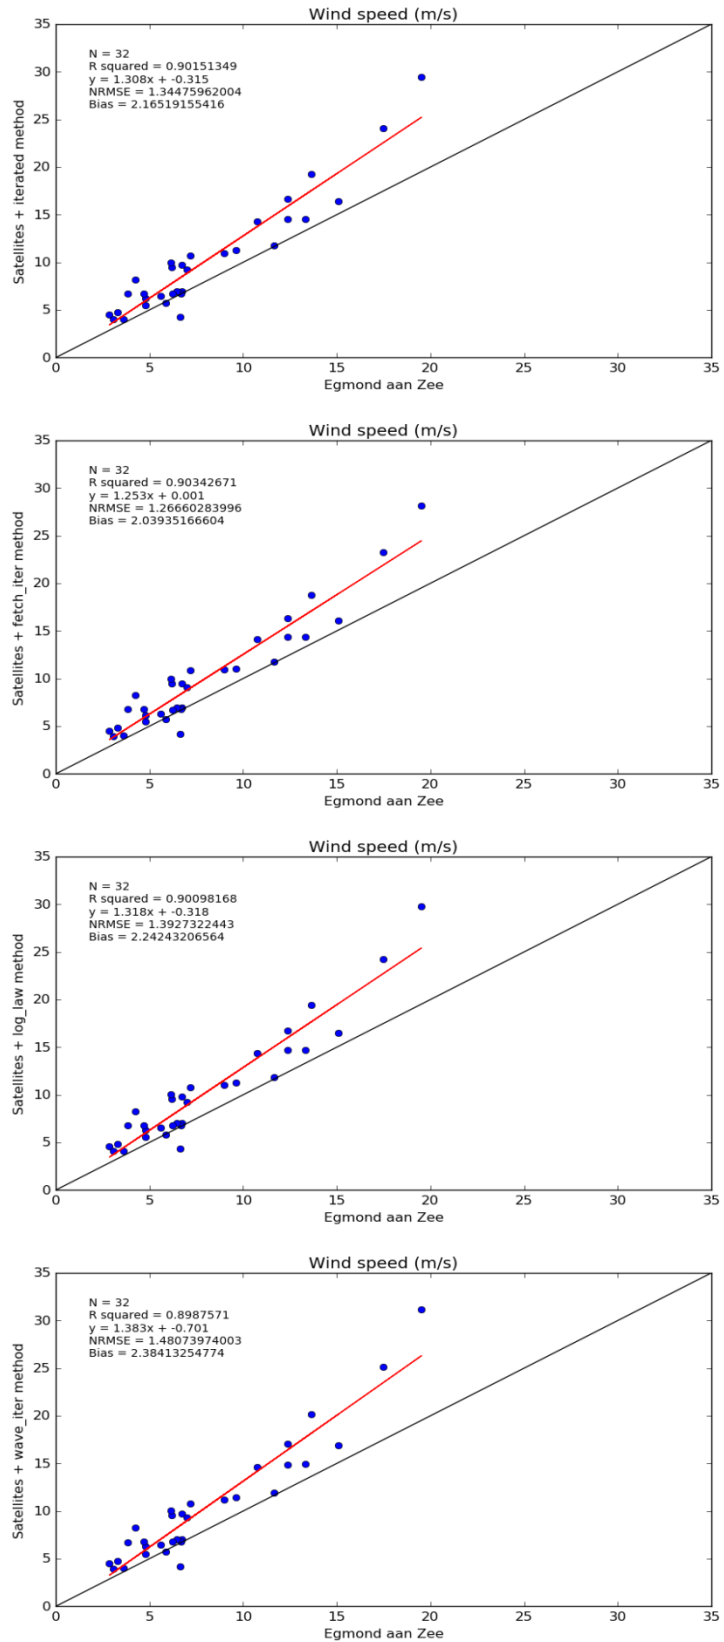 Wind speed (m/s)
N = 32
R squared = 0.90151349
y = 1.308x + -0.315
NRMSE = 1.34475962004
Bias = 2.16519155416
35
30
25
20
15
10
5
0
Satellites + iterated method
0 5 10 15 20 25 30 35
Egmond aan Zee
Wind speed (m/s)
N = 32
R squared = 0.90342671
y = 1.253x + 0.001
NRMSE = 1.26660283996
Bias = 2.03935166604
35
30
25
20
15
10
5
0
Satellites + fetch_iter method
0 5 10 15 20 25 30 35
Egmond aan Zee
Wind speed (m/s)
N = 32
R squared = 0.90098168
y = 1.318x + -0.318
NRMSE = 1.3927322443
Bias = 2.24243206564
35
30
25
20
15
10
5
0
Satellites + log_law method
0 5 10 15 20 25 30 35
Egmond aan Zee
Wind speed (m/s)
N = 32
R squared = 0.8987571
y = 1.383x + -0.701
NRMSE = 1.48073974003
Bias = 2.38413254774
35
30
25
20
15
10
5
0
Satellites + wave_iter method
0 5 10 15 20 25 30 35
Egmond aan Zee